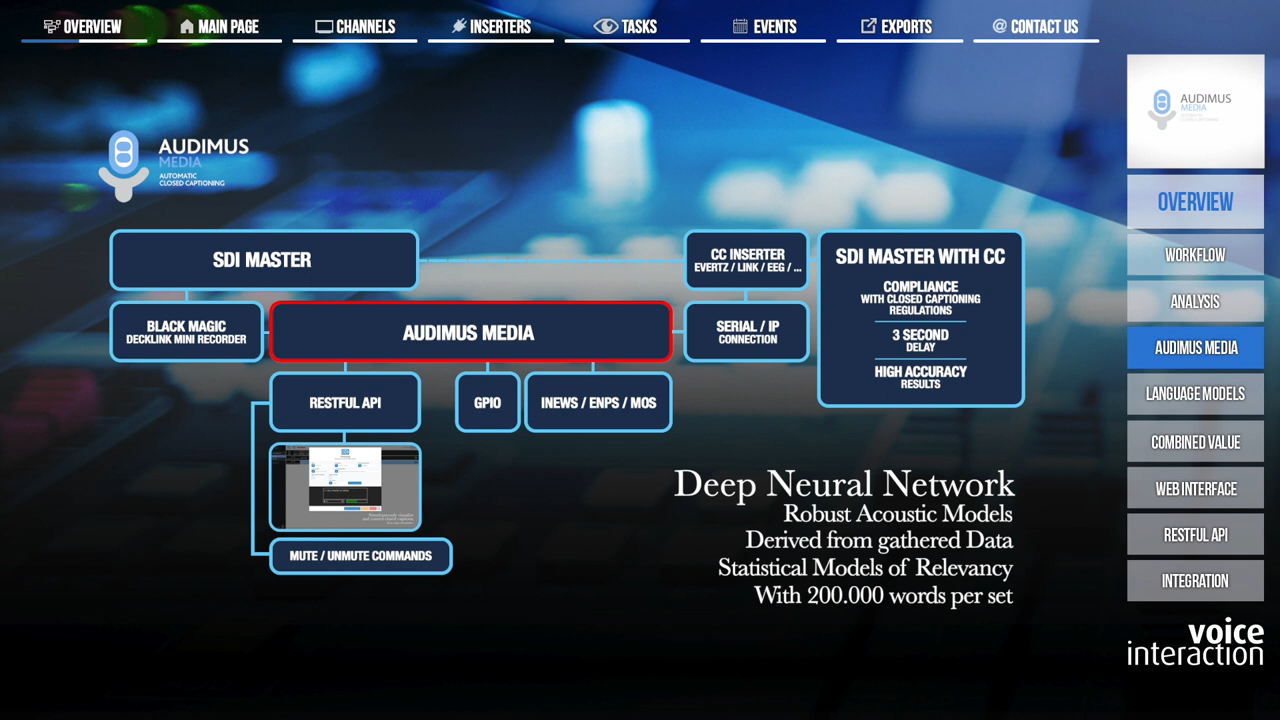 OVERVIEW
MAIN PAGE
CHANNELS
INSERTERS
TASKS
EVENTS
EXPORTS
@ CONTACT US
AUDIMUS
MEDIA
AUTOMATIC
CLOSED CAPTIONING
SDI MASTER
CC INSERTER
EVERTZ / LINK / EEG / ...
SDI MASTER WITH CC
COMPLIANCE
WITH CLOSED CAPTIONING
REGULATIONS
3 SECOND
DELAY
HIGH ACCURACY
RESULTS
BLACK MAGIC
DECKLINK MINI RECORDER
AUDIMUS MEDIA
SERIAL / IP
CONNECTION
RESTFUL API
GPIO
INEWS / ENPS / MOS
MUTE / UNMUTE COMMANDS
Deep Neural Network
Robust Acoustic Models
Derived from gathered Data
Statistical Models of Relevancy
With 200.000 words per set
AUDIMUS
MEDIA
AUTOMATIC
CLOSED CAPTIONING
OVERVIEW
WORKFLOW
ANALYSIS
AUDIMUS MEDIA
LANGUAGE MODELS
COMBINED VALUE
WEB INTERFACE
RESTFUL API
INTEGRATION
voice
interaction